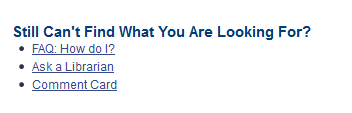 Still Can't Find What You Are Looking For?
FAQ: How do I?
Ask a Librarian
Comment Card